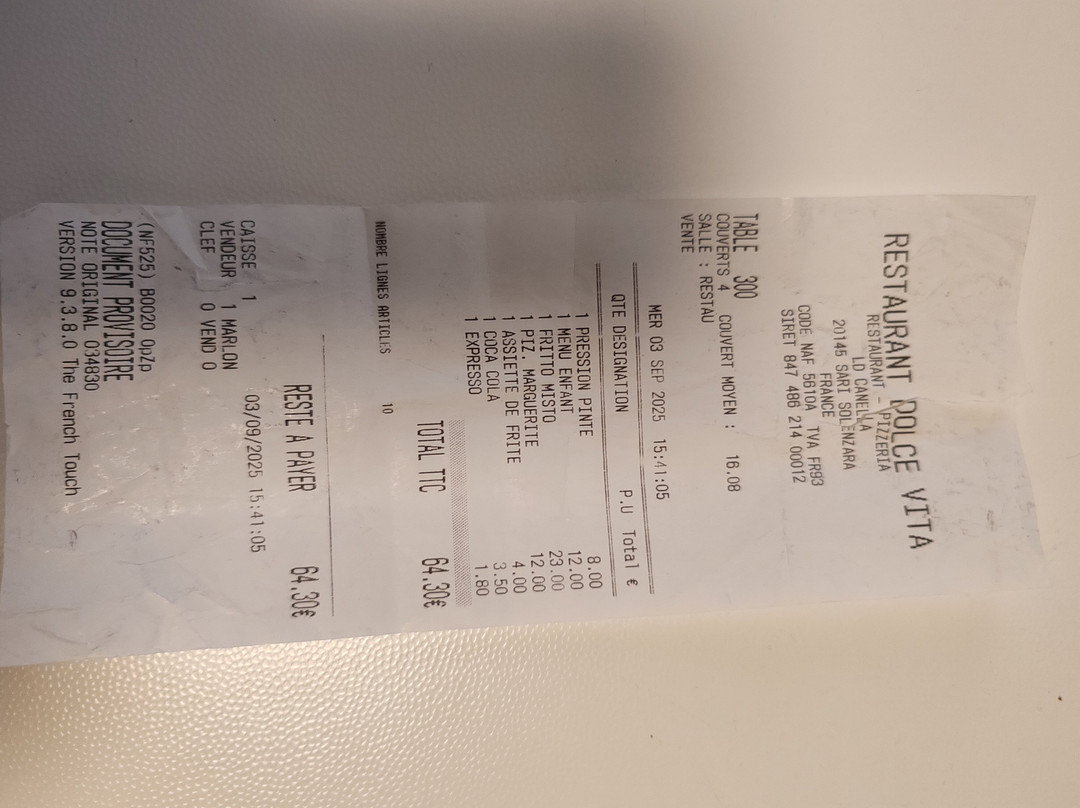 RESTAURANT DOLCE VITA
RESTAURANT - PIZZERIA
LD CANELLA
20145 SARI SOLENZARA
FRANCE
CODE NAF 5610A TVA FR93
SIRET 847 486 214 00012
TABLE 300
COUVERTS 4 COUVERT MOYEN : 16.08
SALLE : RESTAU
VENTE
MER 03 SEP 2025 15:41:05
QTE DESIGNATION P.U Total €
1 PRESSION PINTE 8.00
1 MENU ENFANT 12.00
1 FRITTO MISTO 23.00
1 PIZ. MARGUERITE 12.00
1 ASSIETTE DE FRITE 4.00
1 COCA COLA 3.50
1 EXPRESSO 1.80
TOTAL TTC 64.30€
NOMBRE LIGNES ARTICLES 10
RESTE A PAYER 64.30€
CAISSE 1 03/09/2025 15:41:05
VENDEUR 1 MARLON
CLEF 0 VEND 0
(NF525) B0020 OpZp
DOCUMENT PROVISOIRE
NOTE ORIGINAL 034830
VERSION 9.3.8.0 The French Touch